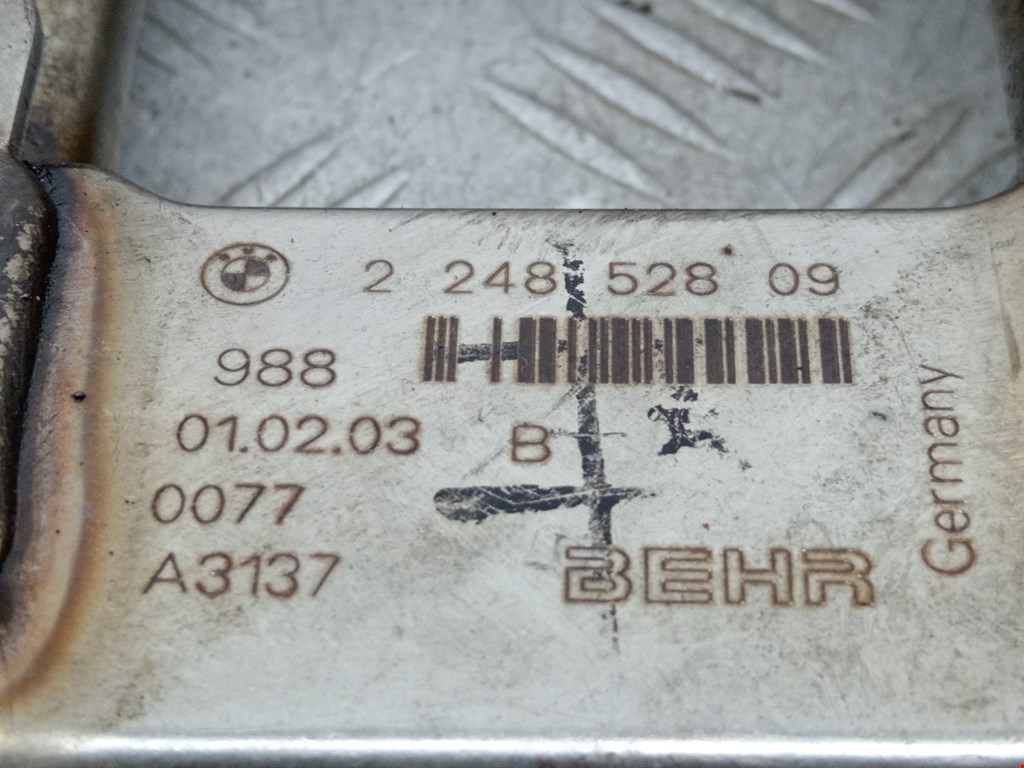 2 248 528 09
988
01.02.03 B
0077
A3137
BEHR
Germany